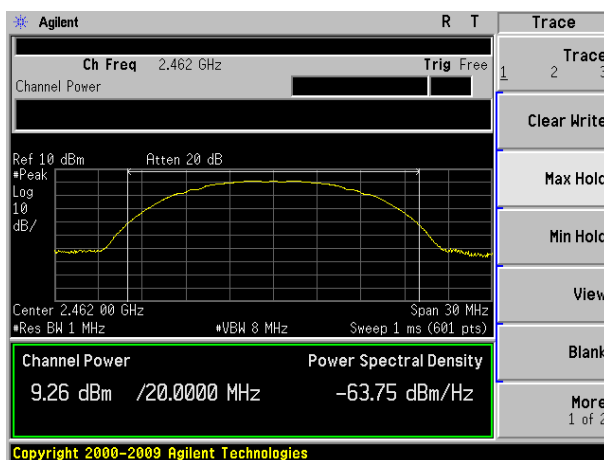 Agilent R T Trace
Ch Freq 2.462 GHz Trig Free
Channel Power
Trace
1 2 3
Clear Write
Max Hold
Min Hold
View
Blank
More
1 of 2
Ref 10 dBm Atten 20 dB
#Peak
Log
10
dB/
Center 2.462 00 GHz Span 30 MHz
#Res BW 1 MHz #VBW 8 MHz Sweep 1 ms (601 pts)
Channel Power Power Spectral Density
9.26 dBm /20.0000 MHz -63.75 dBm/Hz
Copyright 2000-2009 Agilent Technologies